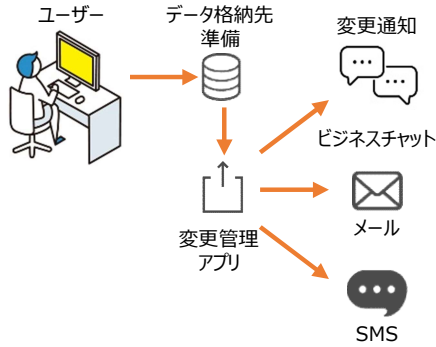 ユーザー
データ格納先
準備
変更通知
ビジネスチャット
変更管理
アプリ
メール
SMS